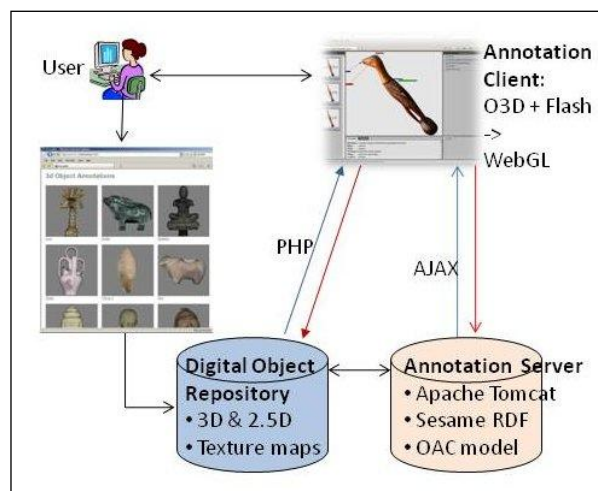 User
Annotation
Client:
O3D + Flash
->
WebGL
3d Object Annotations
PHP
AJAX
Digital Object
Repository
• 3D & 2.5D
• Texture maps
Annotation Server
• Apache Tomcat
• Sesame RDF
• OAC model